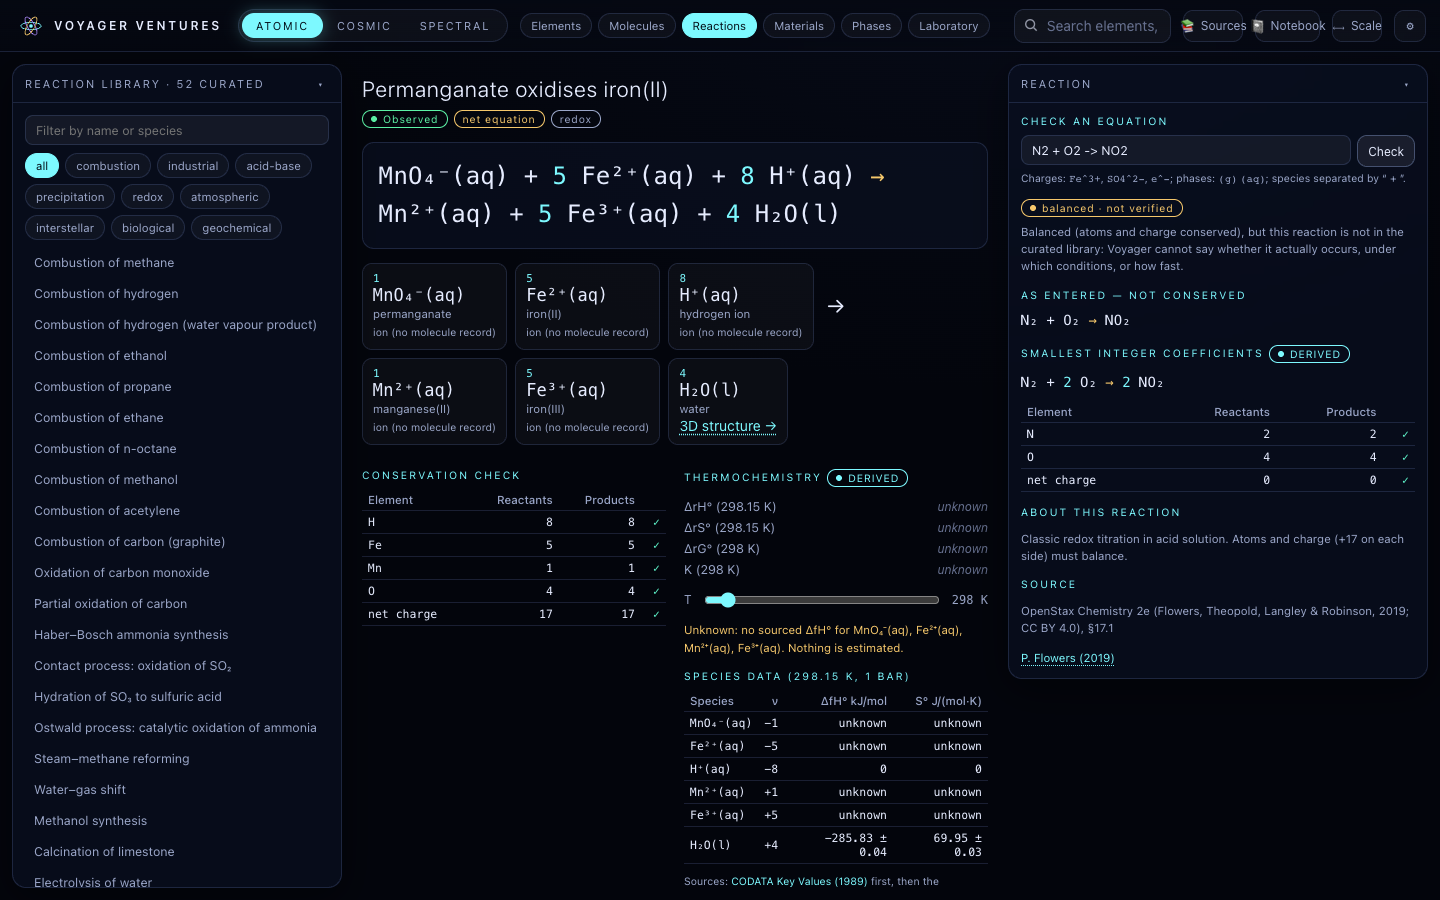 VOYAGER VENTURES
ATOMIC COSMIC SPECTRAL
Elements Molecules Reactions Materials Phases Laboratory
Search elements,
Sources Notebook Scale
REACTION LIBRARY · 52 CURATED
Filter by name or species
all combustion industrial acid-base
precipitation redox atmospheric
interstellar biological geochemical
Combustion of methane
Combustion of hydrogen
Combustion of hydrogen (water vapour product)
Combustion of ethanol
Combustion of propane
Combustion of ethane
Combustion of n-octane
Combustion of methanol
Combustion of acetylene
Combustion of carbon (graphite)
Oxidation of carbon monoxide
Partial oxidation of carbon
Haber–Bosch ammonia synthesis
Contact process: oxidation of SO₂
Hydration of SO₃ to sulfuric acid
Ostwald process: catalytic oxidation of ammonia
Steam–methane reforming
Water–gas shift
Methanol synthesis
Calcination of limestone
Electrolysis of water
Permanganate oxidises iron(II)
Observed net equation redox
MnO₄⁻(aq) + 5 Fe²⁺(aq) + 8 H⁺(aq) →
Mn²⁺(aq) + 5 Fe³⁺(aq) + 4 H₂O(l)
1
MnO₄⁻(aq)
permanganate
ion (no molecule record)
5
Fe²⁺(aq)
iron(II)
ion (no molecule record)
8
H⁺(aq)
hydrogen ion
ion (no molecule record)
→
1
Mn²⁺(aq)
manganese(II)
ion (no molecule record)
5
Fe³⁺(aq)
iron(III)
ion (no molecule record)
4
H₂O(l)
water
3D structure →
CONSERVATION CHECK
Element Reactants Products
H 8 8 ✓
Fe 5 5 ✓
Mn 1 1 ✓
O 4 4 ✓
net charge 17 17 ✓
THERMOCHEMISTRY DERIVED
ΔrH° (298.15 K) unknown
ΔrS° (298.15 K) unknown
ΔrG° (298 K) unknown
K (298 K) unknown
T 298 K
Unknown: no sourced ΔfH° for MnO₄⁻(aq), Fe²⁺(aq),
Mn²⁺(aq), Fe³⁺(aq). Nothing is estimated.
SPECIES DATA (298.15 K, 1 BAR)
Species ν ΔfH° kJ/mol S° J/(mol·K)
MnO₄⁻(aq) −1 unknown unknown
Fe²⁺(aq) −5 unknown unknown
H⁺(aq) −8 0 0
Mn²⁺(aq) +1 unknown unknown
Fe³⁺(aq) +5 unknown unknown
H₂O(l) +4 −285.83 ± 0.04 69.95 ± 0.03
Sources: CODATA Key Values (1989) first, then the
REACTION
CHECK AN EQUATION
N2 + O2 -> NO2 Check
Charges: Fe^3+, SO4^2−, e^−; phases: (g) (aq); species separated by " + ".
balanced · not verified
Balanced (atoms and charge conserved), but this reaction is not in the
curated library: Voyager cannot say whether it actually occurs, under
which conditions, or how fast.
AS ENTERED — NOT CONSERVED
N₂ + O₂ → NO₂
SMALLEST INTEGER COEFFICIENTS DERIVED
N₂ + 2 O₂ → 2 NO₂
Element Reactants Products
N 2 2 ✓
O 4 4 ✓
net charge 0 0 ✓
ABOUT THIS REACTION
Classic redox titration in acid solution. Atoms and charge (+17 on each
side) must balance.
SOURCE
OpenStax Chemistry 2e (Flowers, Theopold, Langley & Robinson, 2019;
CC BY 4.0), §17.1
P. Flowers (2019)